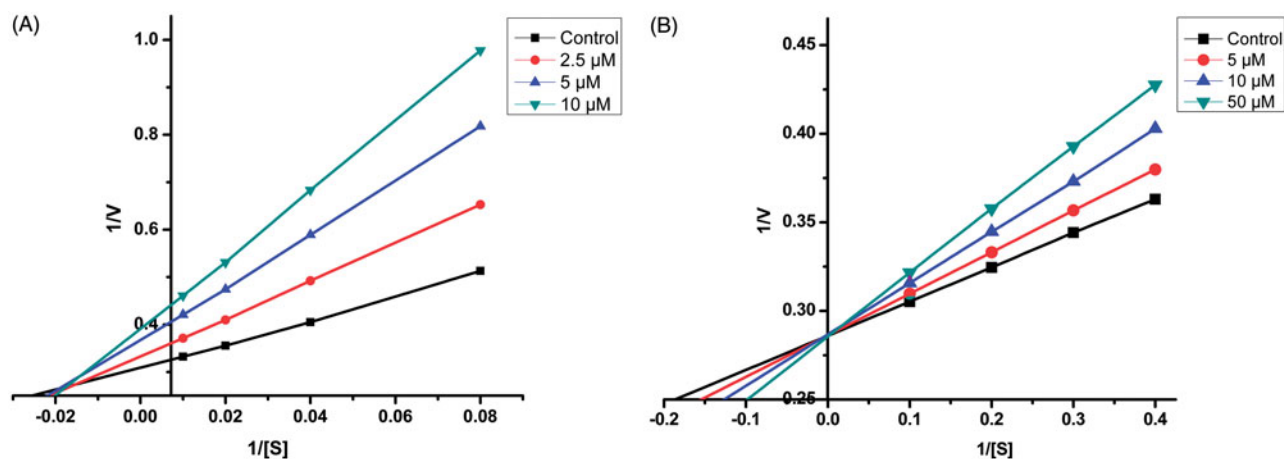 (A)
1.0
0.8
0.6
0.4
1/V
-0.02 0.00 0.02 0.04 0.06 0.08
1/[S]
Control
2.5 µM
5 µM
10 µM
(B)
0.45
0.40
0.35
0.30
0.25
1/V
-0.2 -0.1 0.0 0.1 0.2 0.3 0.4
1/[S]
Control
5 µM
10 µM
50 µM